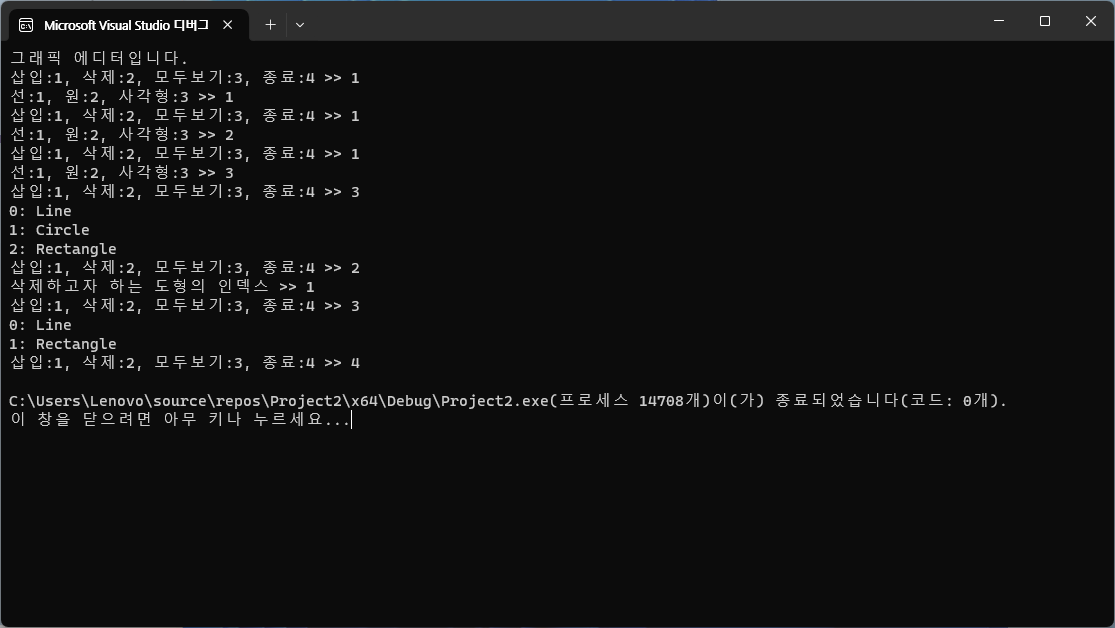 Microsoft Visual Studio 디버그
그래픽 에디터입니다.
삽입:1, 삭제:2, 모두보기:3, 종료:4 >> 1
선:1, 원:2, 사각형:3 >> 1
삽입:1, 삭제:2, 모두보기:3, 종료:4 >> 1
선:1, 원:2, 사각형:3 >> 2
삽입:1, 삭제:2, 모두보기:3, 종료:4 >> 1
선:1, 원:2, 사각형:3 >> 3
삽입:1, 삭제:2, 모두보기:3, 종료:4 >> 3
0: Line
1: Circle
2: Rectangle
삽입:1, 삭제:2, 모두보기:3, 종료:4 >> 2
삭제하고자 하는 도형의 인덱스 >> 1
삽입:1, 삭제:2, 모두보기:3, 종료:4 >> 3
0: Line
1: Rectangle
삽입:1, 삭제:2, 모두보기:3, 종료:4 >> 4
C:\Users\Lenovo\source\repos\Project2\x64\Debug\Project2.exe(프로세스 14708개)이(가) 종료되었습니다(코드: 0개).
이 창을 닫으려면 아무 키나 누르세요...